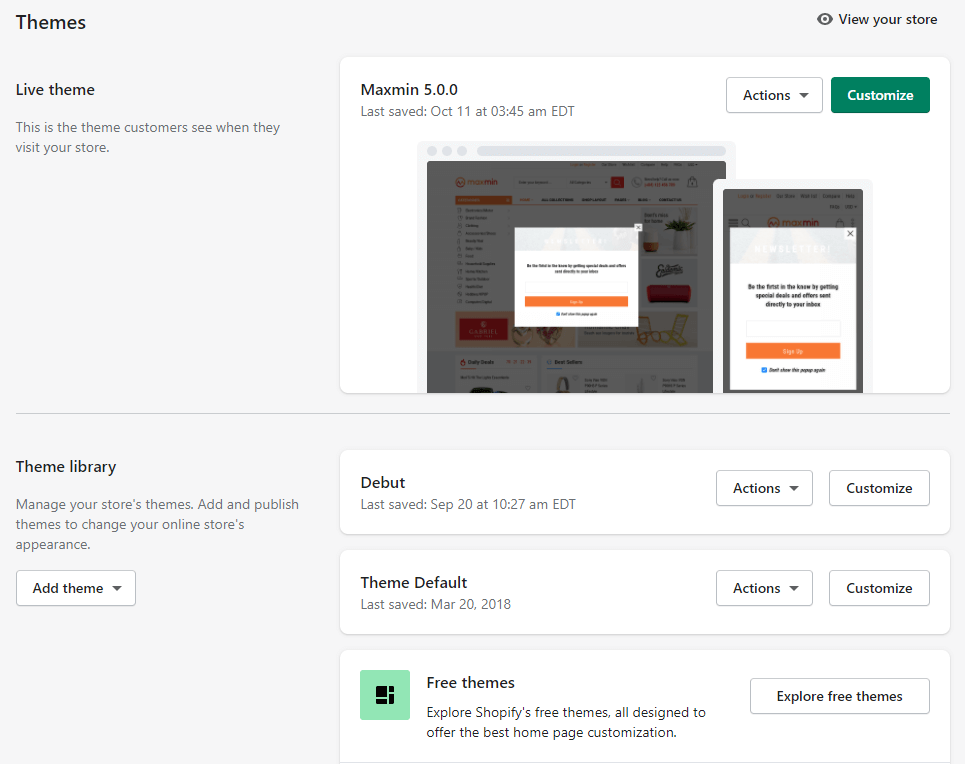 Themes
View your store
Live theme
This is the theme customers see when they
visit your store.
Maxmin 5.0.0
Last saved: Oct 11 at 03:45 am EDT
Actions
Customize
maxmin
NEWSLETTER!
Be the firtst in the know by getting special deals and offers
sent directly to your inbox
Sign Up
Don't show this popup again
GABRIEL
Daily Deals
Best Sellers
maxmin
NEWSLETTER!
Be the firtst in the know by getting
special deals and offers sent
directly to your inbox
Sign Up
Don't show this popup again
Theme library
Manage your store's themes. Add and publish
themes to change your online store's
appearance.
Add theme
Debut
Last saved: Sep 20 at 10:27 am EDT
Actions
Customize
Theme Default
Last saved: Mar 20, 2018
Actions
Customize
Free themes
Explore Shopify's free themes, all designed to
offer the best home page customization.
Explore free themes